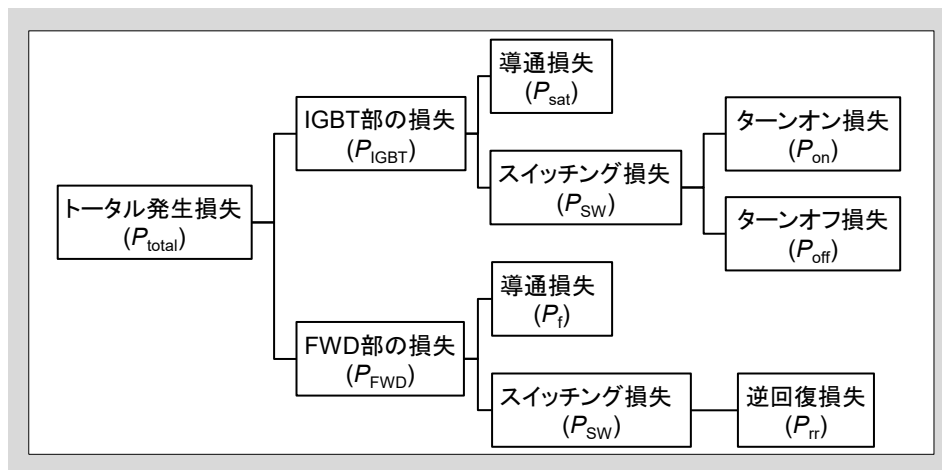 トータル発生損失
(Ptotal)
IGBT部の損失
(PIGBT)
導通損失
(Psat)
スイッチング損失
(PSW)
ターンオン損失
(Pon)
ターンオフ損失
(Poff)
FWD部の損失
(PFWD)
導通損失
(Pf)
スイッチング損失
(PSW)
逆回復損失
(Prr)